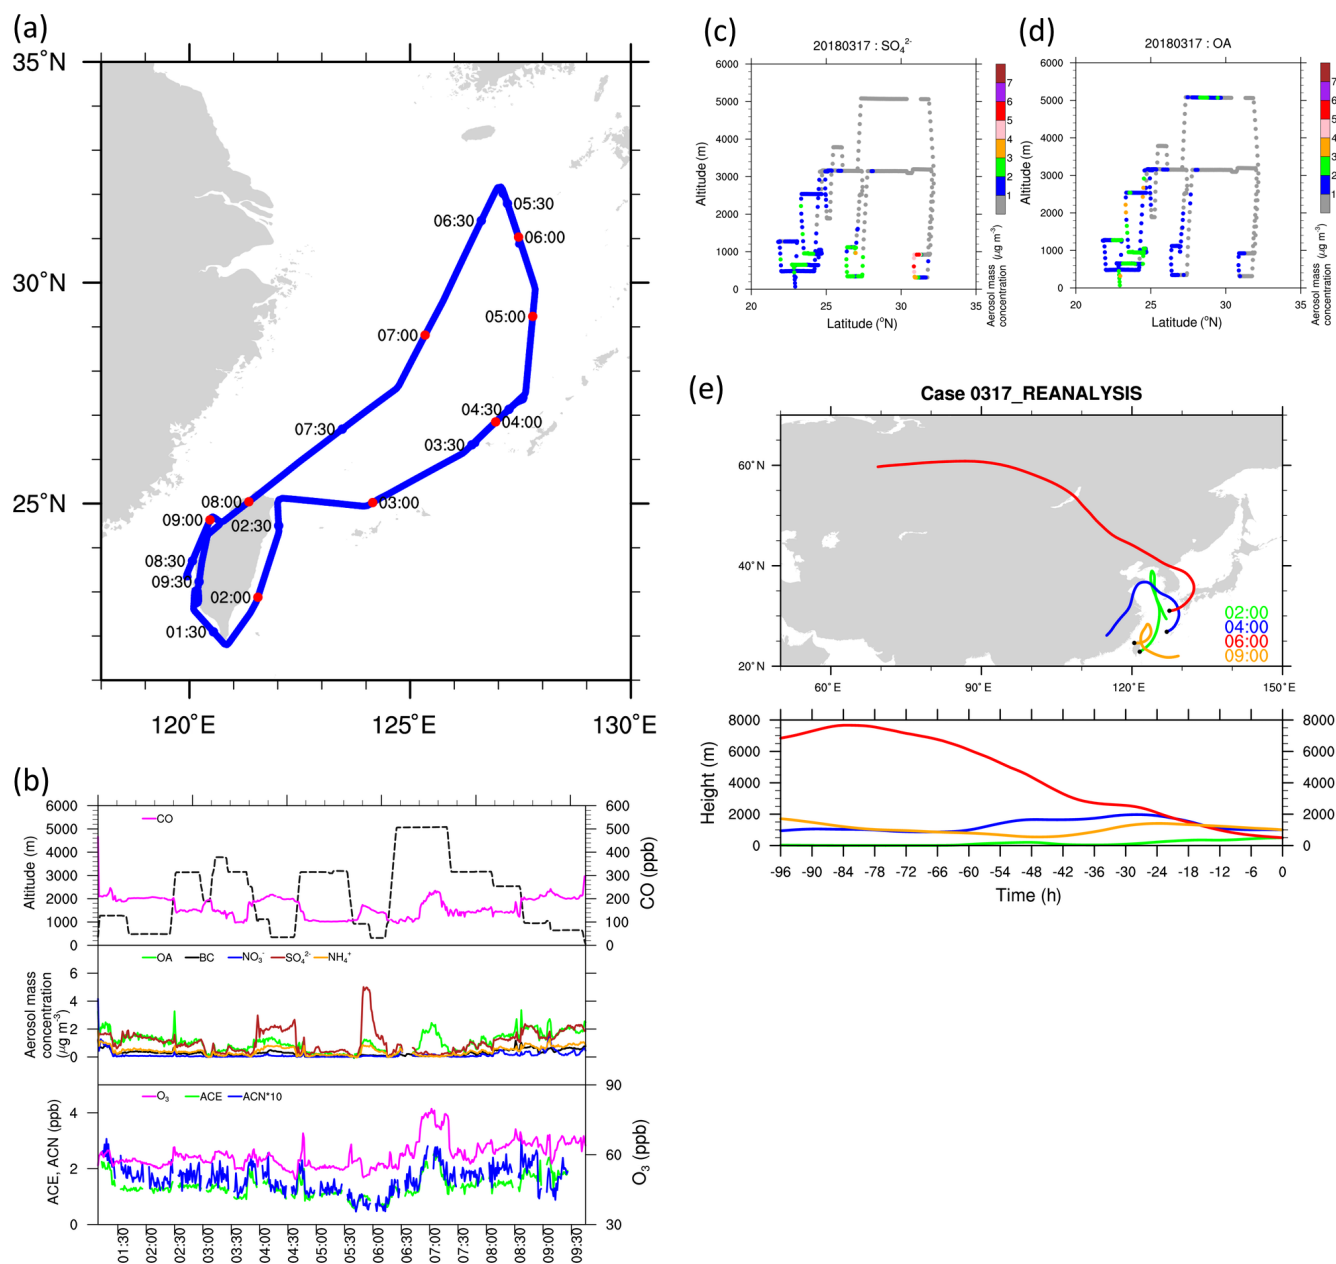 (a)
35°N
30°N
25°N
120°E
125°E
130°E
05:30
06:30
06:00
05:00
07:00
04:30
04:00
03:30
07:30
03:00
08:00
09:00
02:30
08:30
09:30
02:00
01:30
(b)
CO
Altitude (m)
6000
5000
4000
3000
2000
1000
0
600
500
400
300
200
100
0
CO (ppb)
OA
BC
NO₃⁻
SO₄²⁻
NH₄⁺
Aerosol mass
concentration
(μg m⁻³)
6
4
2
0
O₃
ACE
ACN*10
ACE, ACN (ppb)
4
2
0
90
60
30
O₃ (ppb)
01:30
02:00
02:30
03:00
03:30
04:00
04:30
05:00
05:30
06:00
06:30
07:00
07:30
08:00
08:30
09:00
09:30
(c)
20180317 : SO₄²⁻
Altitude (m)
6000
5000
4000
3000
2000
1000
0
20
25
30
35
Latitude (°N)
7
6
5
4
3
2
1
Aerosol mass
concentration (μg m⁻³)
(d)
20180317 : OA
Altitude (m)
6000
5000
4000
3000
2000
1000
0
20
25
30
35
Latitude (°N)
7
6
5
4
3
2
1
Aerosol mass
concentration (μg m⁻³)
(e)
Case 0317_REANALYSIS
60°N
40°N
20°N
60°E
90°E
120°E
150°E
02:00
04:00
06:00
09:00
Height (m)
8000
6000
4000
2000
0
8000
6000
4000
2000
0
-96 -90 -84 -78 -72 -66 -60 -54 -48 -42 -36 -30 -24 -18 -12 -6 0
Time (h)